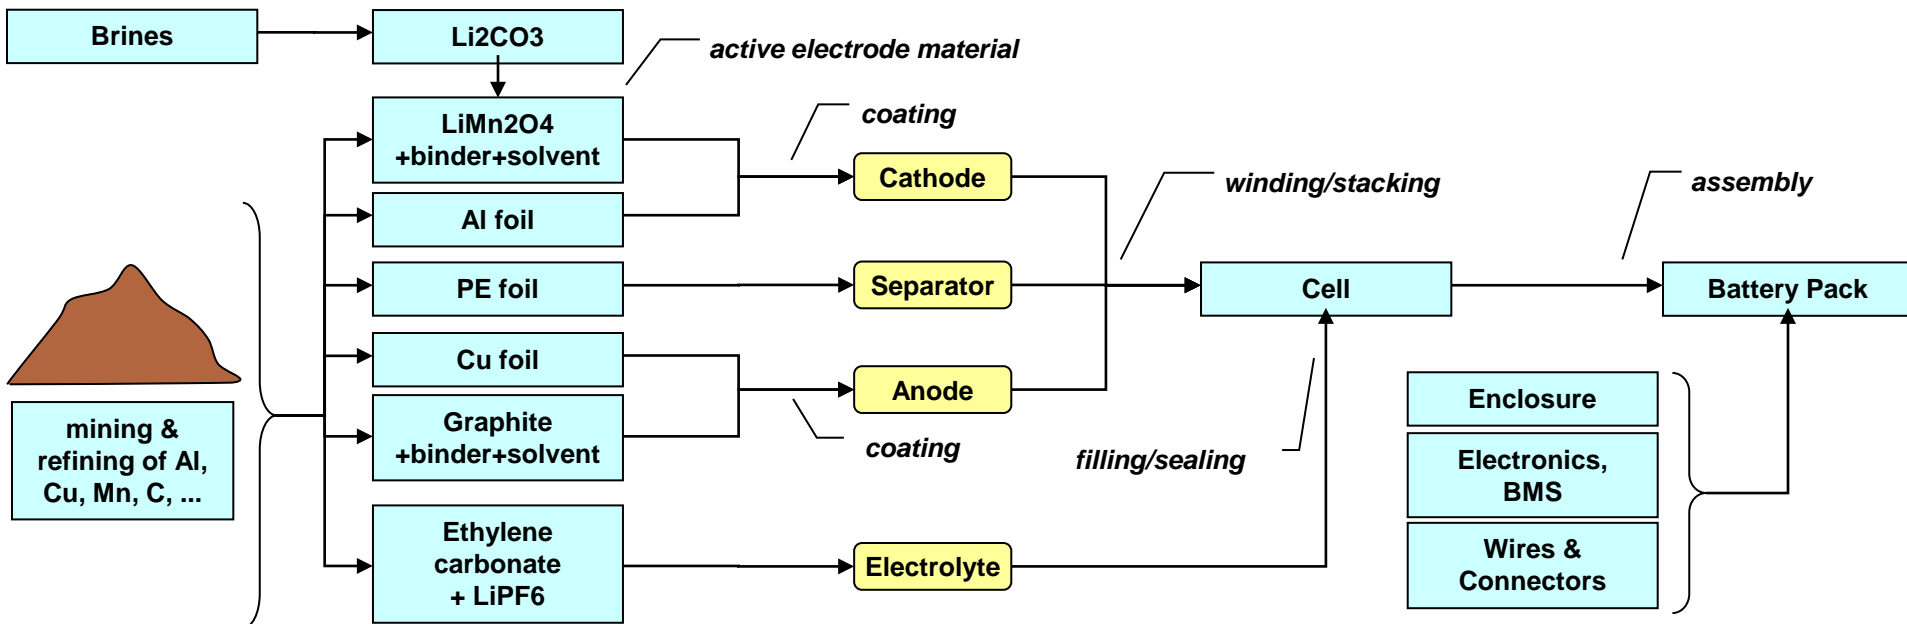 Brines
Li2CO3
active electrode material
LiMn2O4
+binder+solvent
coating
Cathode
winding/stacking
assembly
Al foil
PE foil
Separator
Cell
Battery Pack
Cu foil
Anode
Graphite
+binder+solvent
coating
filling/sealing
mining &
refining of Al,
Cu, Mn, C, ...
Enclosure
Electronics,
BMS
Ethylene
carbonate
+ LiPF6
Electrolyte
Wires &
Connectors